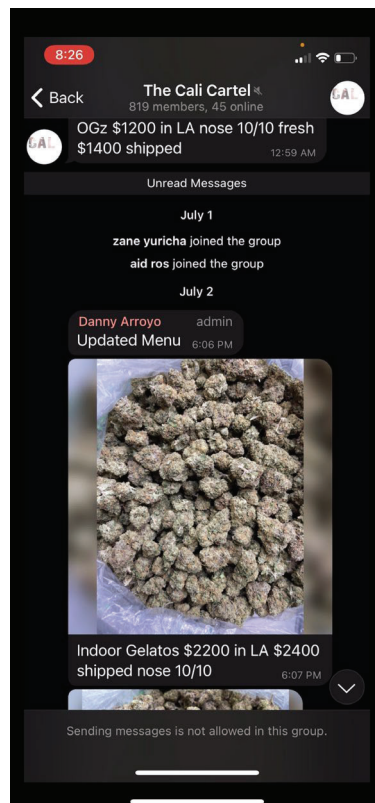 8:26
Back
The Cali Cartel
819 members, 45 online
GAL
GAL
OGz $1200 in LA nose 10/10 fresh
$1400 shipped
12:59 AM
Unread Messages
July 1
zane yuricha joined the group
aid ros joined the group
July 2
Danny Arroyo admin
Updated Menu 6:06 PM
Indoor Gelatos $2200 in LA $2400
shipped nose 10/10
6:07 PM
Sending messages is not allowed in this group.